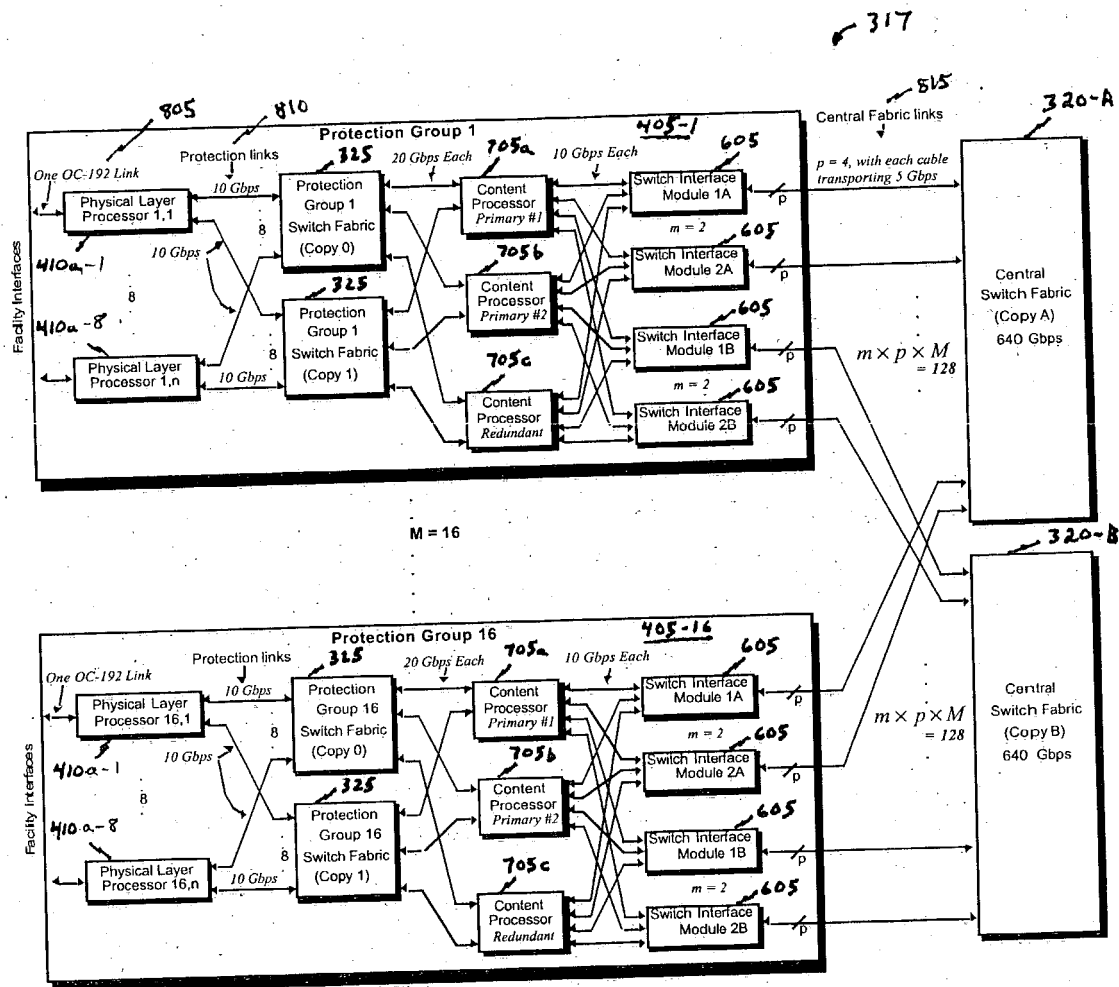 317
805
810
815
320-A
Protection Group 1
405-1
Central Fabric links
Protection links
325
20 Gbps Each
705a
10 Gbps Each
605
p = 4, with each cable
transporting 5 Gbps
One OC-192 Link
10 Gbps
Physical Layer
Processor 1,1
Protection
Group 1
Switch Fabric
(Copy 0)
Content
Processor
Primary #1
Switch Interface
Module 1A
p
m = 2
410a-1
10 Gbps
8
705b
605
Switch Interface
Module 2A
p
Central
Switch Fabric
(Copy A)
640 Gbps
Facility Interfaces
8
325
Content
Processor
Primary #2
605
Switch Interface
Module 1B
p
m × p × M
= 128
410a-8
Protection
Group 1
Switch Fabric
(Copy 1)
8
Physical Layer
Processor 1,n
10 Gbps
705c
m = 2
605
Content
Processor
Redundant
Switch Interface
Module 2B
p
M = 16
320-B
Protection Group 16
405-16
Protection links
325
20 Gbps Each
705a
10 Gbps Each
605
One OC-192 Link
10 Gbps
Physical Layer
Processor 16,1
Protection
Group 16
Switch Fabric
(Copy 0)
Content
Processor
Primary #1
Switch Interface
Module 1A
p
m = 2
410a-1
10 Gbps
8
705b
605
Switch Interface
Module 2A
p
m × p × M
= 128
Central
Switch Fabric
(Copy B)
640 Gbps
Facility Interfaces
8
325
Content
Processor
Primary #2
605
Switch Interface
Module 1B
p
410a-8
Protection
Group 16
Switch Fabric
(Copy 1)
8
Physical Layer
Processor 16,n
10 Gbps
705c
m = 2
605
Content
Processor
Redundant
Switch Interface
Module 2B
p